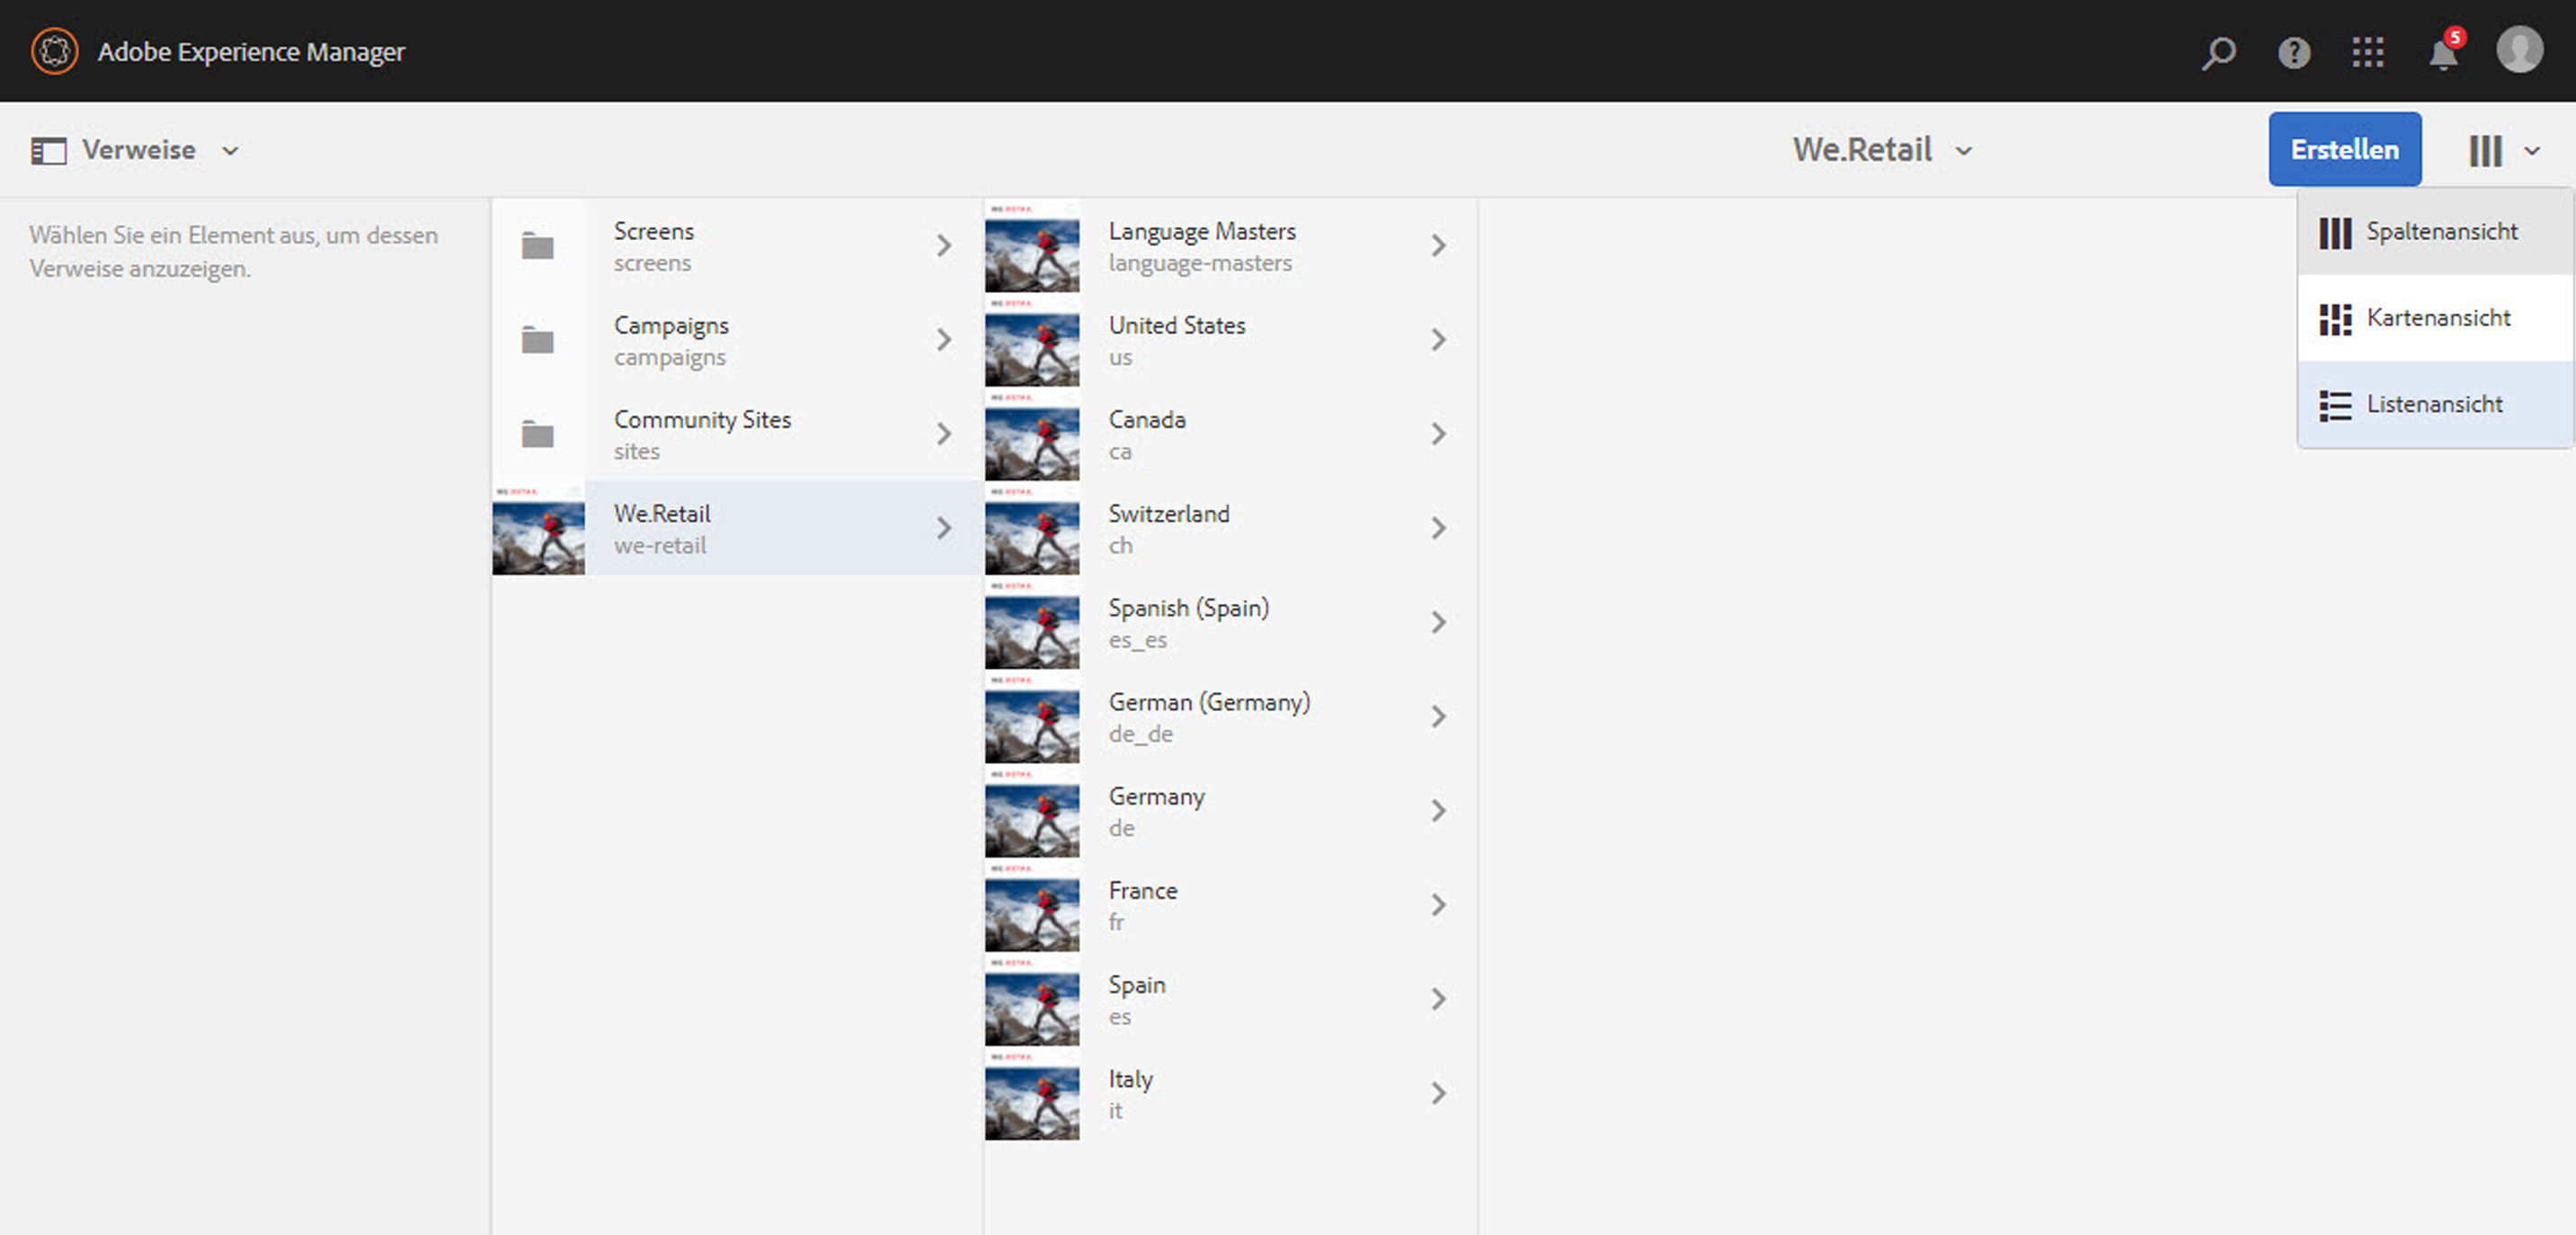 Adobe Experience Manager
5
Verweise
We.Retail
Erstellen
Wählen Sie ein Element aus, um dessen
Verweise anzuzeigen.
Screens
screens
Campaigns
campaigns
Community Sites
sites
We.Retail
we-retail
Language Masters
language-masters
United States
us
Canada
ca
Switzerland
ch
Spanish (Spain)
es_es
German (Germany)
de_de
Germany
de
France
fr
Spain
es
Italy
it
Spaltenansicht
Kartenansicht
Listenansicht